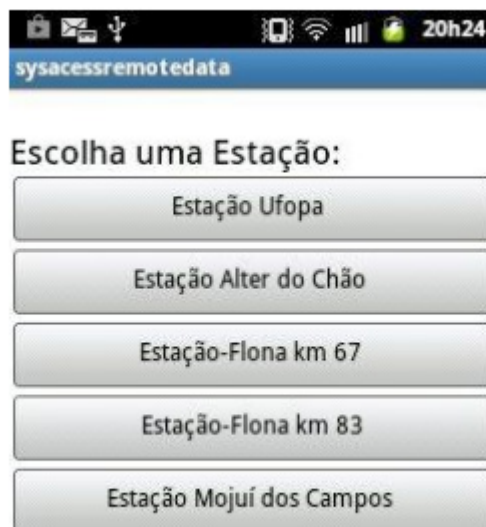 20h24
sysacessremotedata
Escolha uma Estação:
Estação Ufopa
Estação Alter do Chão
Estação-Flona km 67
Estação-Flona km 83
Estação Mojuí dos Campos